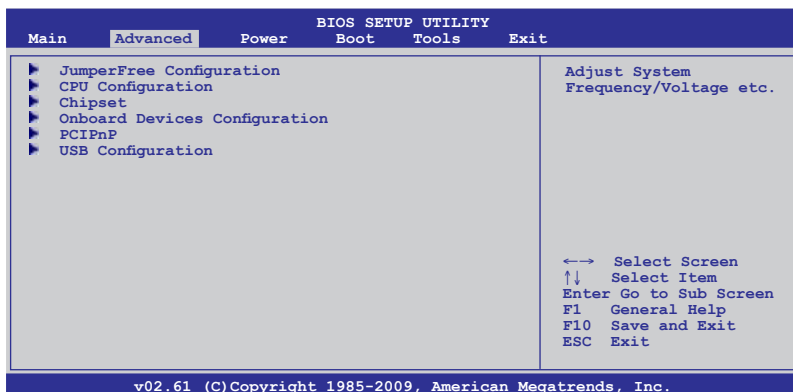 BIOS SETUP UTILITY
Main Advanced Power Boot Tools Exit
JumperFree Configuration
CPU Configuration
Chipset
Onboard Devices Configuration
PCIPnP
USB Configuration
Adjust System
Frequency/Voltage etc.
←→ Select Screen
↑↓ Select Item
Enter Go to Sub Screen
F1 General Help
F10 Save and Exit
ESC Exit
v02.61 (C)Copyright 1985-2009, American Megatrends, Inc.